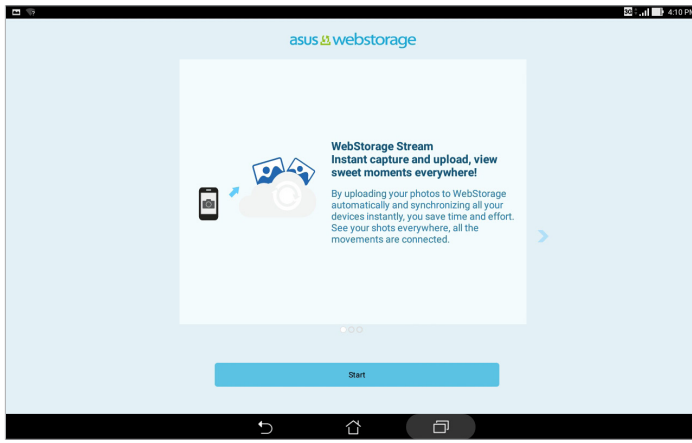 3G 4:10 PM
asus webstorage
WebStorage Stream
Instant capture and upload, view
sweet moments everywhere!
By uploading your photos to WebStorage
automatically and synchronizing all your
devices instantly, you save time and effort.
See your shots everywhere, all the
movements are connected.
Start